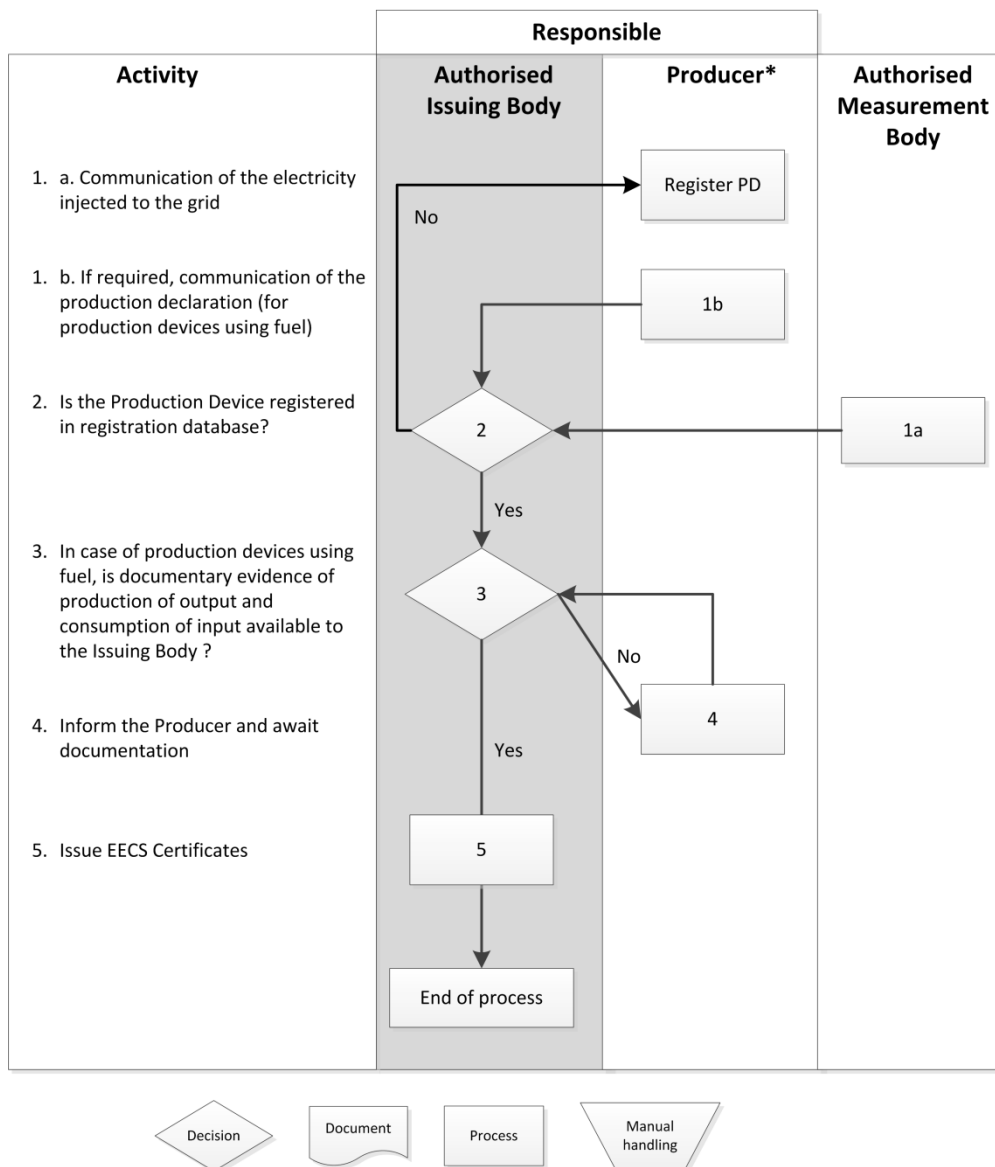 Responsible
Activity
Authorised
Issuing Body
Producer*
Authorised
Measurement
Body
1. a. Communication of the electricity
injected to the grid
Register PD
No
1. b. If required, communication of the
production declaration (for
production devices using fuel)
1b
2. Is the Production Device registered
in registration database?
2
1a
Yes
3. In case of production devices using
fuel, is documentary evidence of
production of output and
consumption of input available to
the Issuing Body ?
3
No
4. Inform the Producer and await
documentation
4
Yes
5. Issue EECS Certificates
5
End of process
Decision
Document
Process
Manual
handling